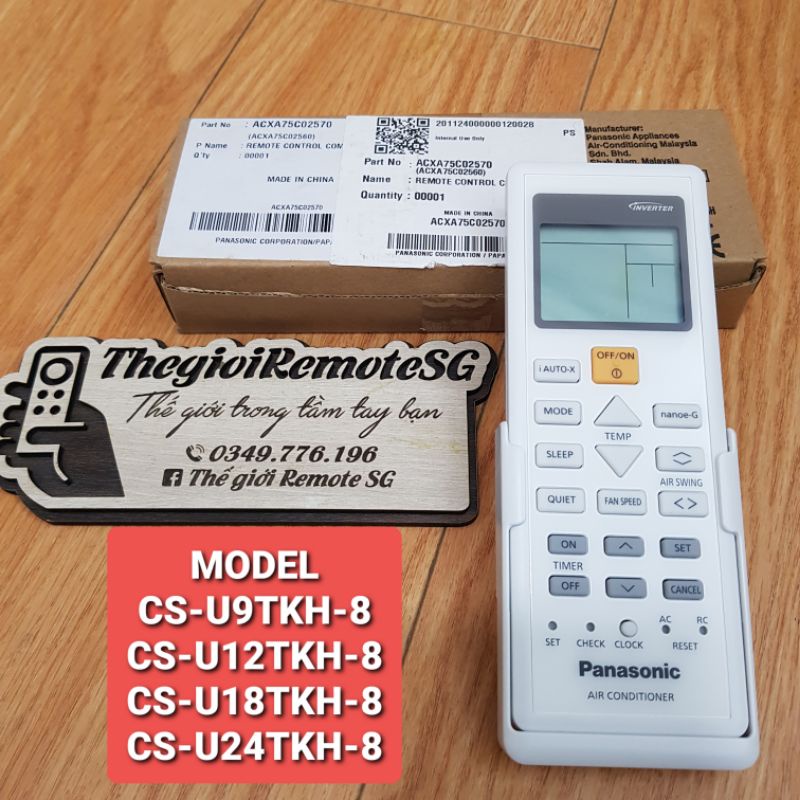 Part No : ACXA75C02570
(ACXA75C02560)
P Name : REMOTE CONTROL COM
Q'ty : 00001
MADE IN CHINA
ACXA75C02570
PANASONIC CORPORATION/PAPA
201124000000120028
Internal Use Only
PS
Part No : ACXA75C02570
(ACXA75C02560)
Name : REMOTE CONTROL C
Quantity : 00001
MADE IN CHINA
ACXA75C02570
PANASONIC CORPORATION / PAPA
Manufacturer:
Panasonic Appliances
Air-Conditioning Malaysia
Sdn. Bhd.
Shah Alam, Malaysia
ThegioiRemoteSG
Thế giới trong tầm tay bạn
0349.776.196
Thế giới Remote SG
MODEL
CS-U9TKH-8
CS-U12TKH-8
CS-U18TKH-8
CS-U24TKH-8
INVERTER
OFF/ON
i AUTO-X
MODE
nanoe-G
TEMP
SLEEP
AIR SWING
QUIET
FAN SPEED
ON
SET
TIMER
OFF
CANCEL
AC
RC
SET
CHECK
CLOCK
RESET
Panasonic
AIR CONDITIONER